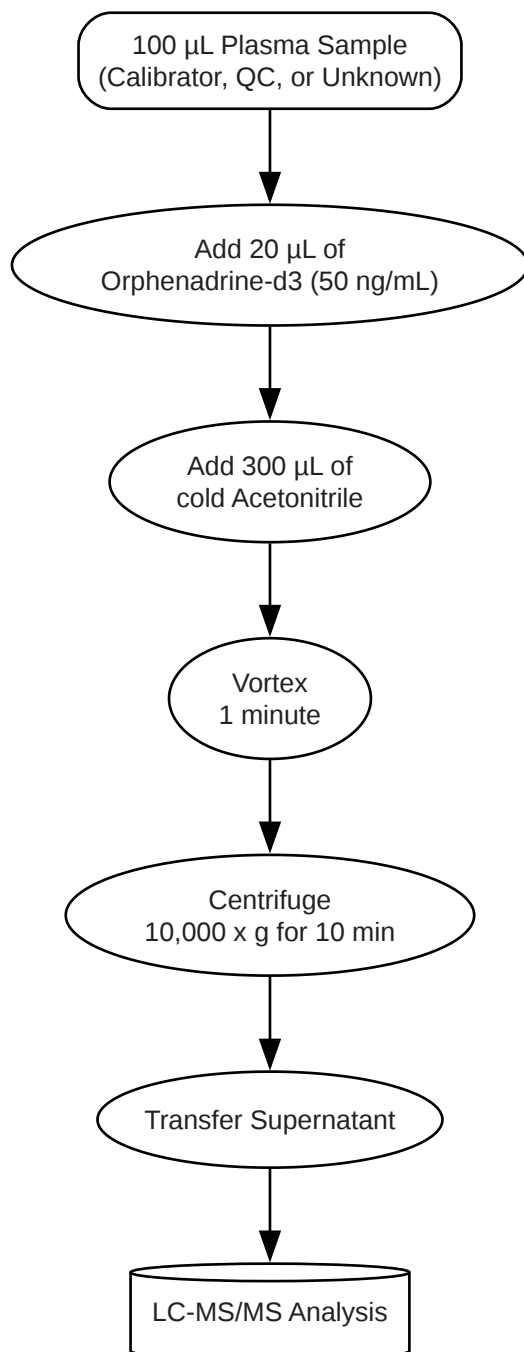 100 µL Plasma Sample
(Calibrator, QC, or Unknown)
Add 20 µL of
Orphenadrine-d3 (50 ng/mL)
Add 300 µL of
cold Acetonitrile
Vortex
1 minute
Centrifuge
10,000 x g for 10 min
Transfer Supernatant
LC-MS/MS Analysis